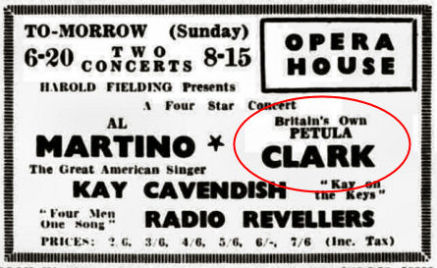 TO-MORROW (Sunday)
6-20 TWO CONCERTS 8-15
OPERA HOUSE
HAROLD FIELDING Presents
A Four Star Concert
AL MARTINO *
The Great American Singer
Britain's Own
PETULA
CLARK
KAY CAVENDISH "Kay on the Keys"
"Four Men One Song" RADIO REVELLERS
PRICES: 2/6, 3/6, 4/6, 5/6, 6/-, 7/6 (Inc. Tax)